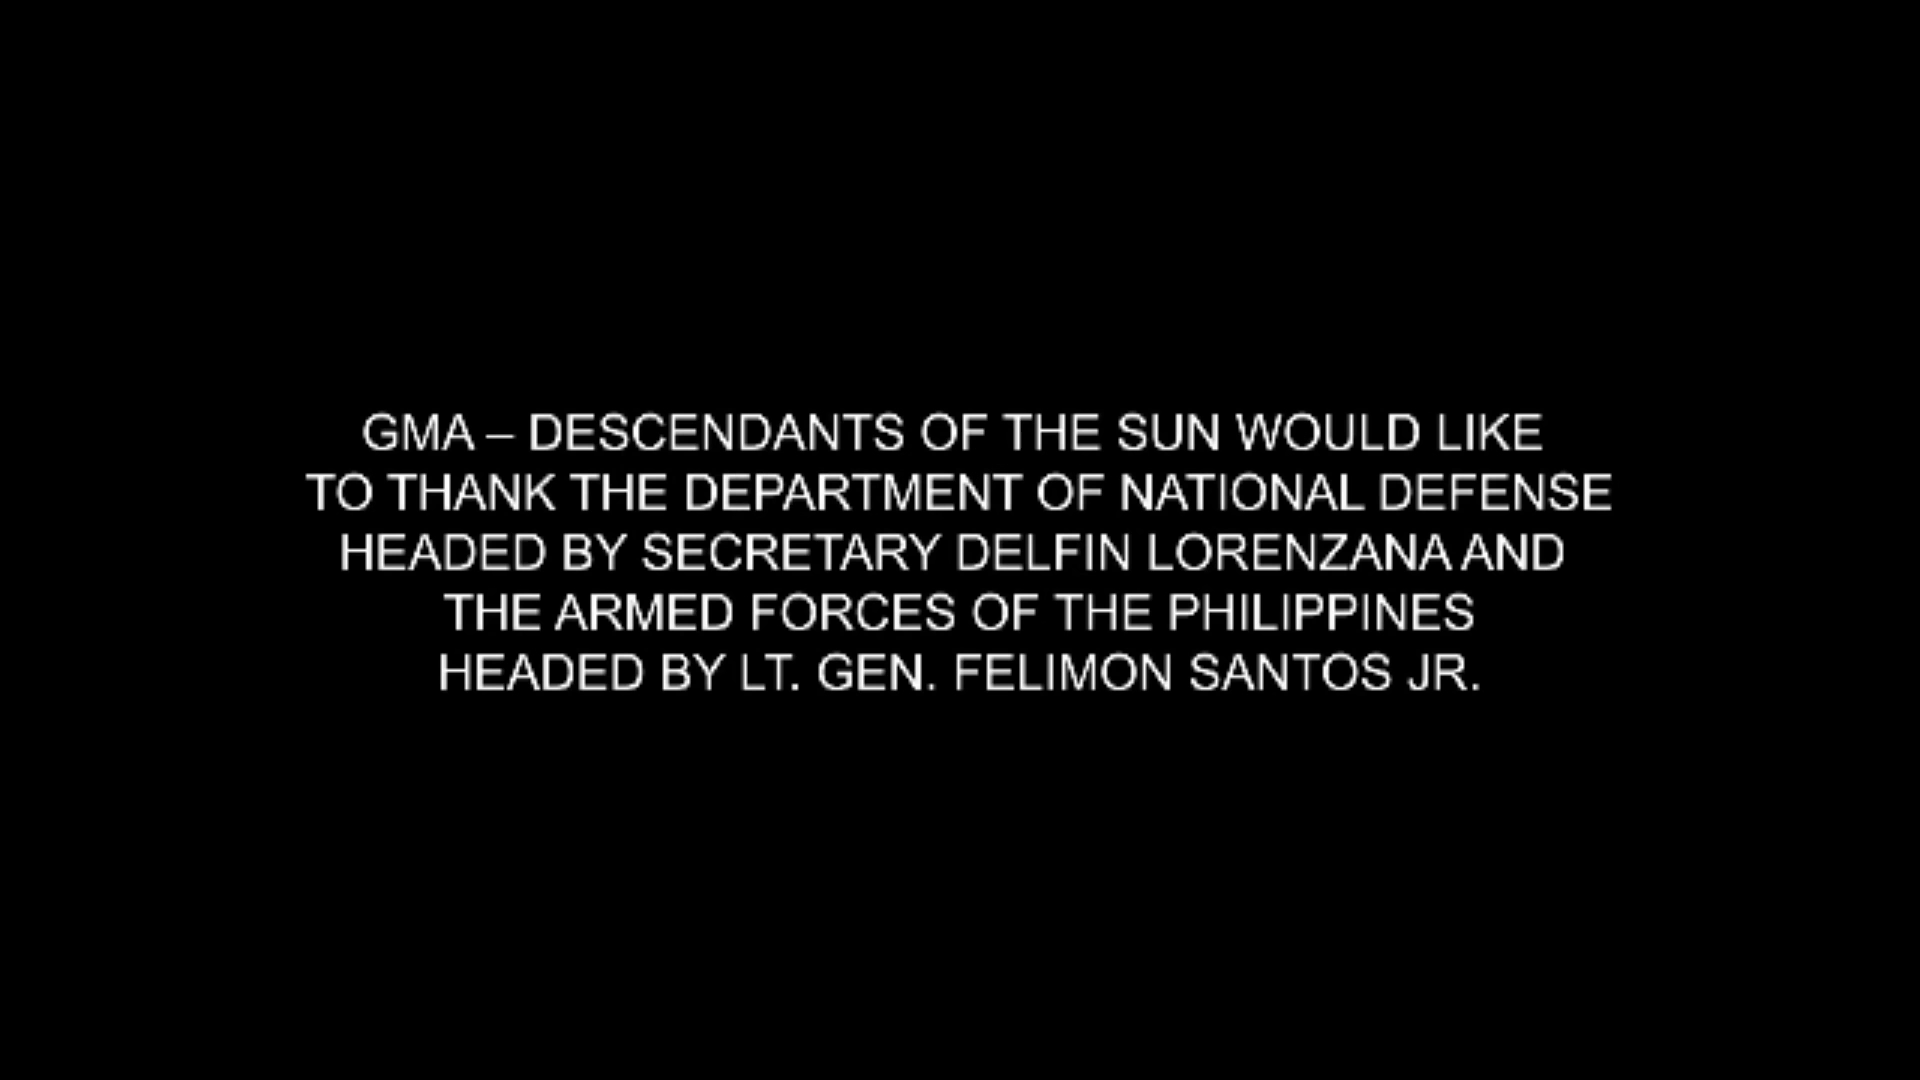 GMA – DESCENDANTS OF THE SUN WOULD LIKE
TO THANK THE DEPARTMENT OF NATIONAL DEFENSE
HEADED BY SECRETARY DELFIN LORENZANA AND
THE ARMED FORCES OF THE PHILIPPINES
HEADED BY LT. GEN. FELIMON SANTOS JR.